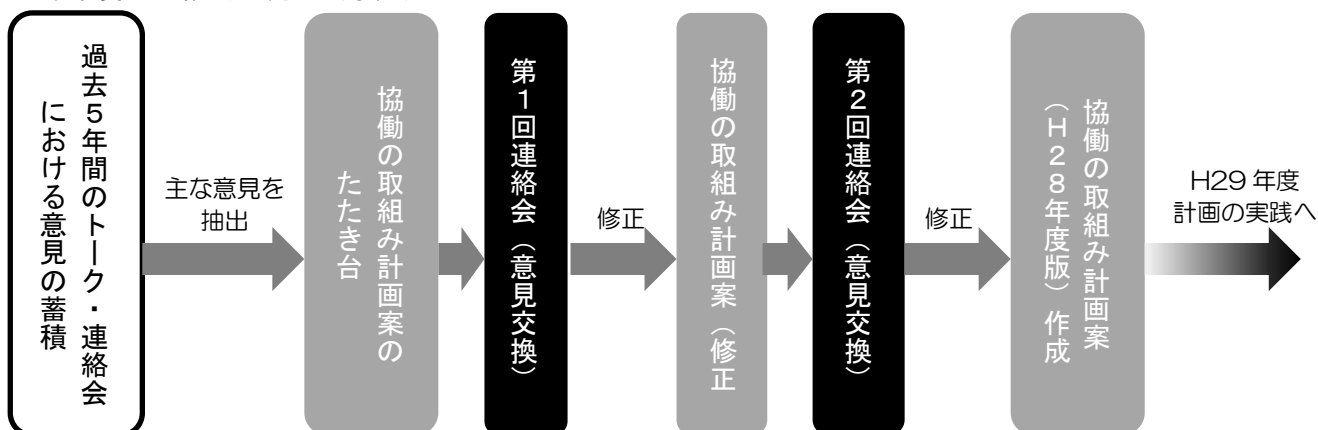 過去5年間のトーク・連絡会
における意見の蓄積
主な意見を
抽出
協働の取組み計画案の
たたき台
第1回連絡会（意見交換）
修正
協働の取組み計画案（修正
第2回連絡会（意見交換）
修正
協働の取組み計画案
（H28年度版）作成
H29年度
計画の実践へ